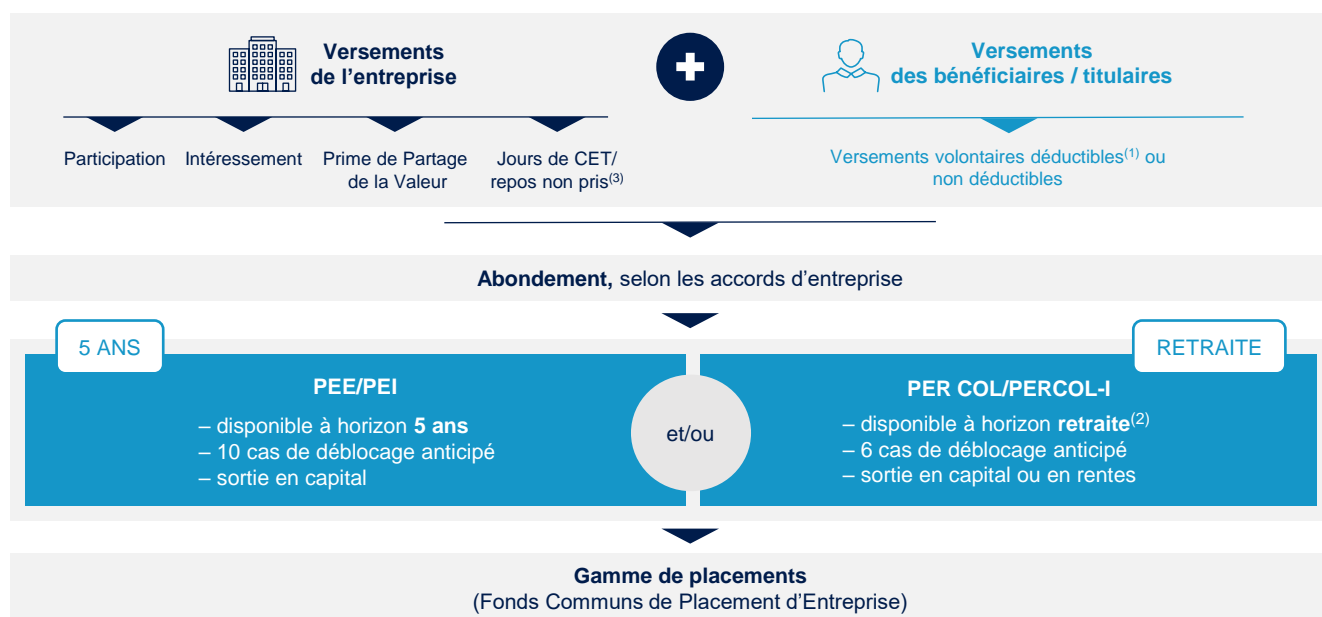 Versements
de l’entreprise
Versements
des bénéficiaires / titulaires
Participation
Intéressement
Prime de Partage
de la Valeur
Jours de CET/
repos non pris(3)
Versements volontaires déductibles(1) ou
non déductibles
Abondement, selon les accords d’entreprise
5 ANS
PEE/PEI
– disponible à horizon 5 ans
– 10 cas de déblocage anticipé
– sortie en capital
et/ou
RETRAITE
PER COL/PERCOL-I
– disponible à horizon retraite(2)
– 6 cas de déblocage anticipé
– sortie en capital ou en rentes
Gamme de placements
(Fonds Communs de Placement d’Entreprise)